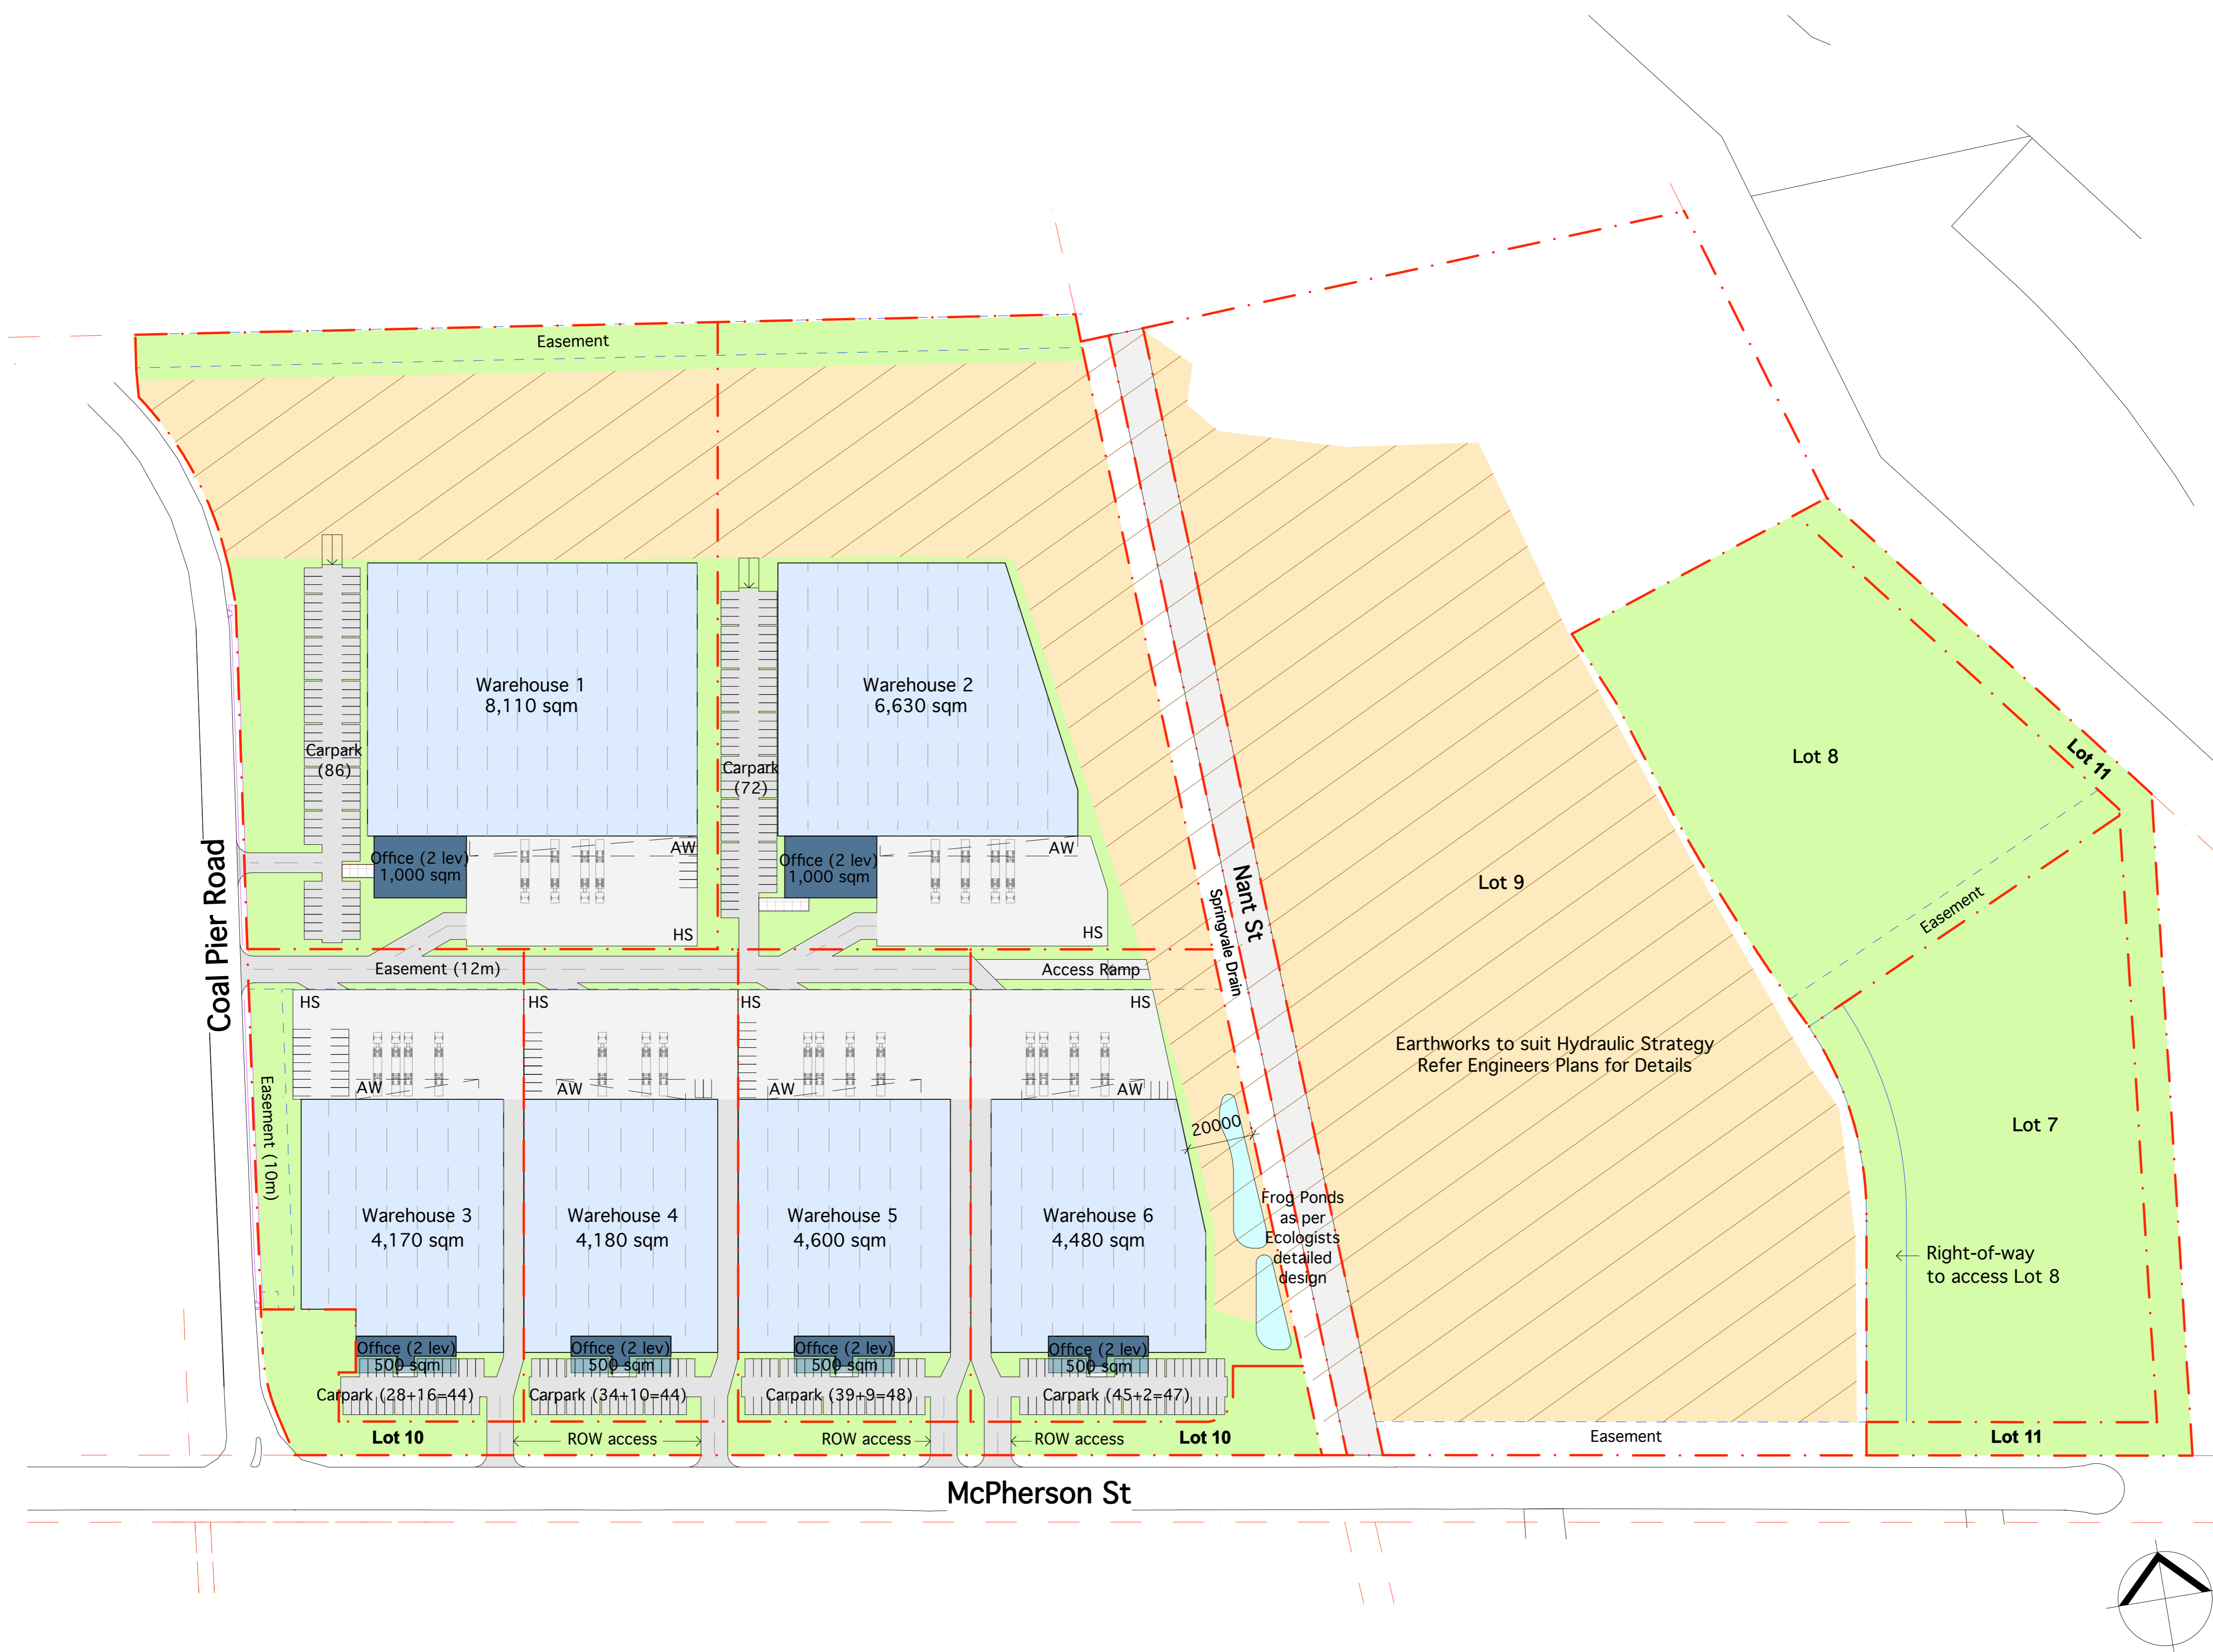 Easement
Warehouse 1
8,110 sqm
Warehouse 2
6,630 sqm
Carpark
(86)
Carpark
(72)
Office (2 lev)
1,000 sqm
AW
HS
Office (2 lev)
1,000 sqm
AW
HS
Coal Pier Road
Easement (12m)
Access Ramp
Nant St
Springvale Drain
Lot 8
Lot 11
Lot 9
Easement
Earthworks to suit Hydraulic Strategy
Refer Engineers Plans for Details
Lot 7
HS
HS
HS
HS
AW
AW
AW
AW
Easement (10m)
20000
Warehouse 3
4,170 sqm
Warehouse 4
4,180 sqm
Warehouse 5
4,600 sqm
Warehouse 6
4,480 sqm
Frog Ponds
as per
Ecologists
detailed
design
Right-of-way
to access Lot 8
Office (2 lev)
500 sqm
Office (2 lev)
500 sqm
Office (2 lev)
500 sqm
Office (2 lev)
500 sqm
Carpark (28+16=44)
Carpark (34+10=44)
Carpark (39+9=48)
Carpark (45+2=47)
Lot 10
ROW access
ROW access
ROW access
Lot 10
Easement
Lot 11
McPherson St